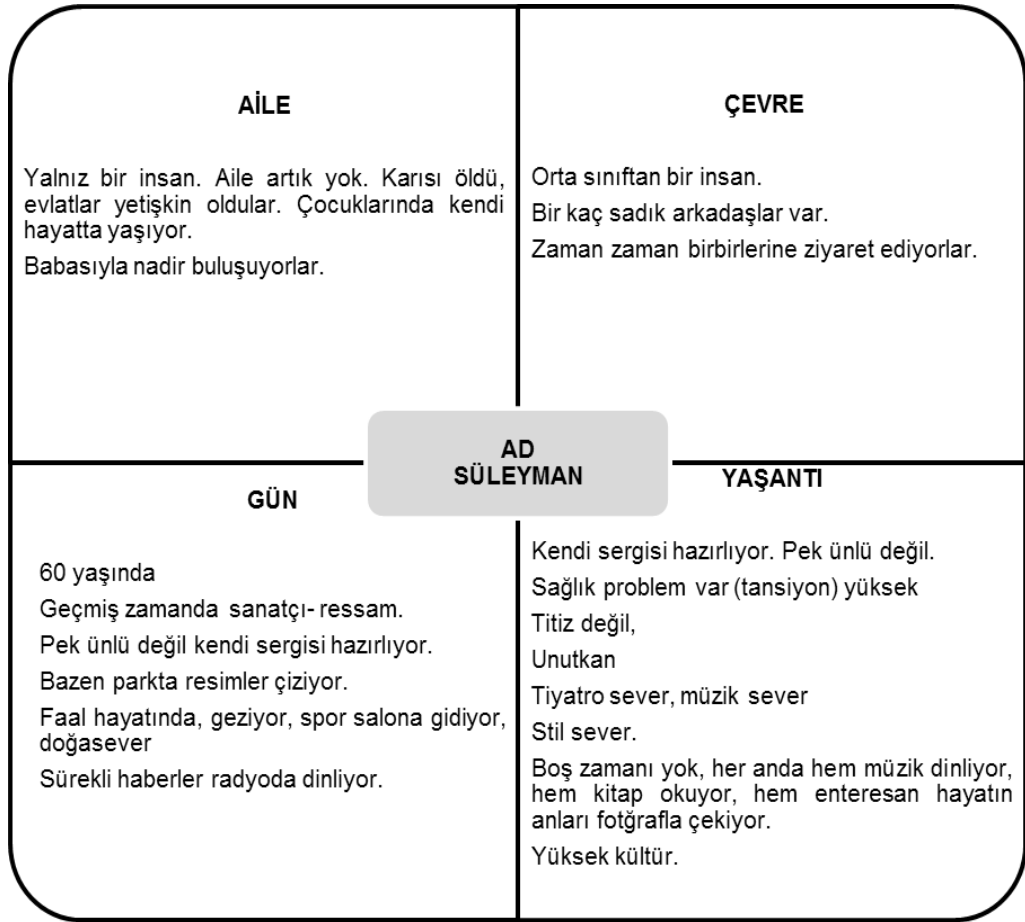 AİLE
Yalnız bir insan. Aile artık yok. Karısı öldü,
evlatlar yetişkin oldular. Çocuklarında kendi
hayatta yaşıyor.
Babasıyla nadir buluşuyorlar.
ÇEVRE
Orta sınıftan bir insan.
Bir kaç sadık arkadaşlar var.
Zaman zaman birbirlerine ziyaret ediyorlar.
AD
SÜLEYMAN
GÜN
60 yaşında
Geçmiş zamanda sanatçı- ressam.
Pek ünlü değil kendi sergisi hazırlıyor.
Bazen parkta resimler çiziyor.
Faal hayatında, geziyor, spor salona gidiyor,
doğasever
Sürekli haberler radyoda dinliyor.
YAŞANTI
Kendi sergisi hazırlıyor. Pek ünlü değil.
Sağlık problem var (tansiyon) yüksek
Titiz değil,
Unutkan
Tiyatro sever, müzik sever
Stil sever.
Boş zamanı yok, her anda hem müzik dinliyor,
hem kitap okuyor, hem enteresan hayatın
anları fotğrafla çekiyor.
Yüksek kültür.